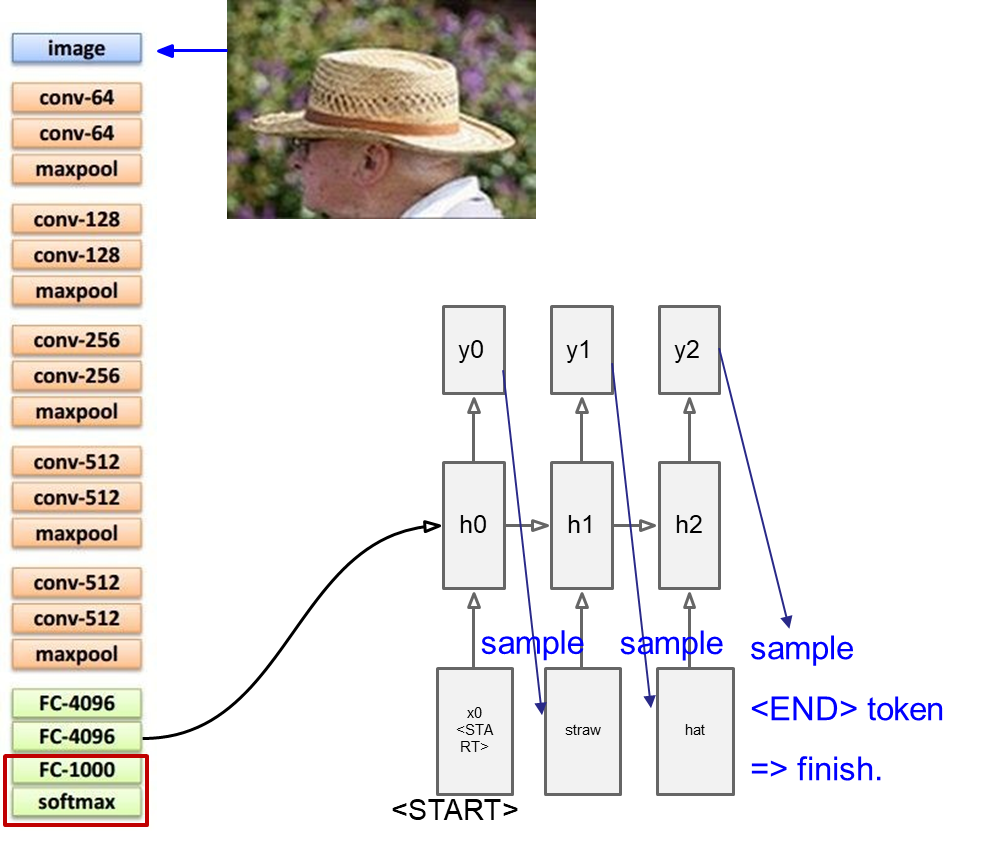 image
conv-64
conv-64
maxpool
conv-128
conv-128
maxpool
conv-256
conv-256
maxpool
conv-512
conv-512
maxpool
conv-512
conv-512
maxpool
FC-4096
FC-4096
FC-1000
softmax
y0
y1
y2
h0
h1
h2
sample
sample
sample
x0
<STA
RT>
straw
hat
<START>
<END> token
=> finish.